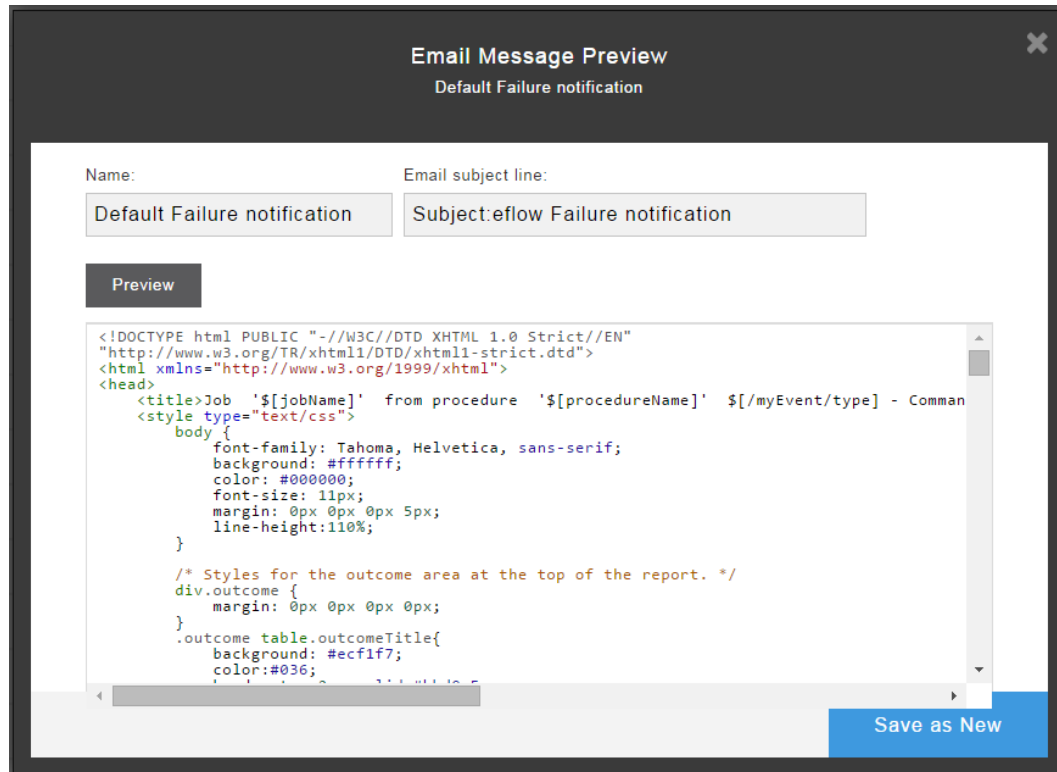 Email Message Preview
Default Failure notification
Name:
Email subject line:
Default Failure notification
Subject:eflow Failure notification
Preview
<!DOCTYPE html PUBLIC "-//W3C//DTD XHTML 1.0 Strict//EN"
"http://www.w3.org/TR/xhtml1/DTD/xhtml1-strict.dtd">
<html xmlns="http://www.w3.org/1999/xhtml">
<head>
<title>Job  '$[jobName]'  from procedure  '$[procedureName]'  $[/myEvent/type] - Comman
<style type="text/css">
body {
font-family: Tahoma, Helvetica, sans-serif;
background: #ffffff;
color: #000000;
font-size: 11px;
margin: 0px 0px 0px 5px;
line-height:110%;
}
/* Styles for the outcome area at the top of the report. */
div.outcome {
margin: 0px 0px 0px 0px;
}
.outcome table.outcomeTitle{
background: #ecf1f7;
color:#036;
Save as New